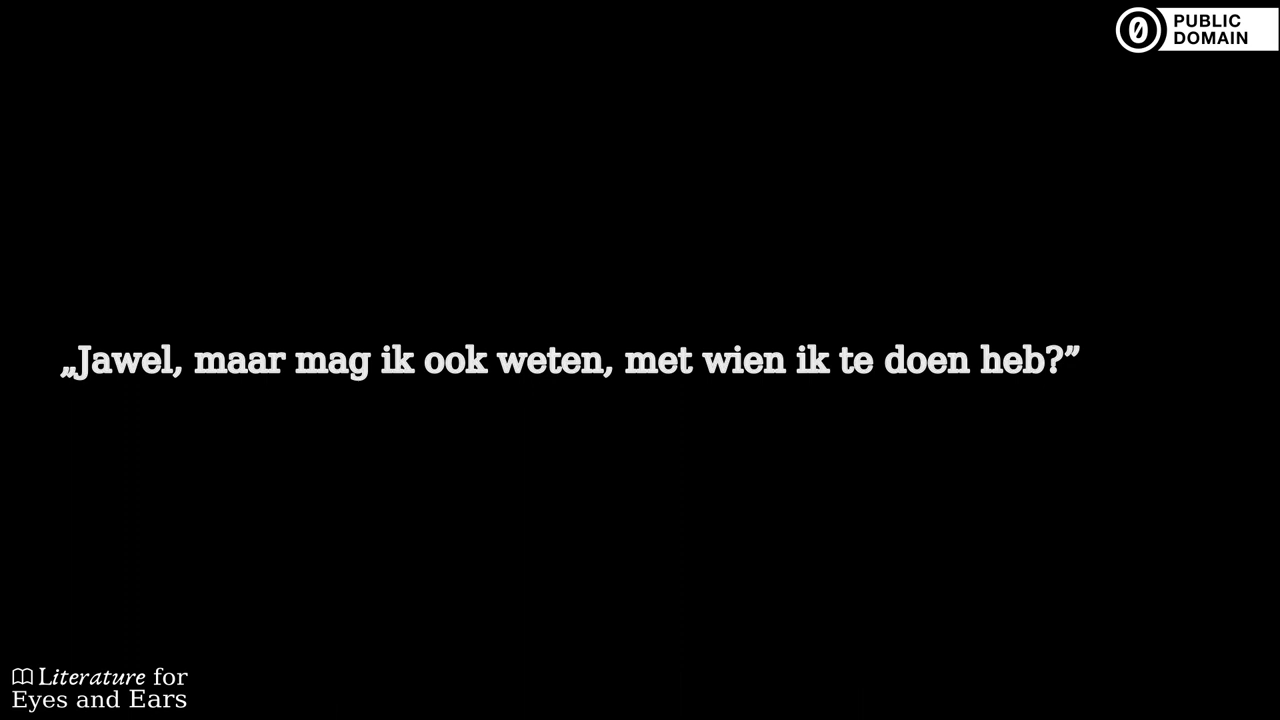 PUBLIC
DOMAIN
„Jawel, maar mag ik ook weten, met wien ik te doen heb?”
Literature for
Eyes and Ears